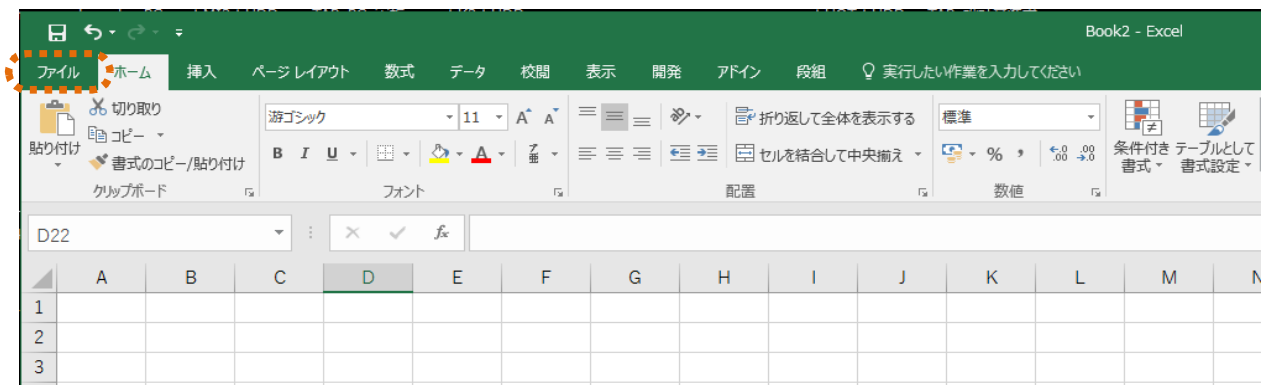 Book2 - Excel
ファイル ホーム 挿入 ページ レイアウト 数式 データ 校閲 表示 開発 アドイン 段組 実行したい作業を入力してください
貼り付け
切り取り
コピー
書式のコピー/貼り付け
クリップボード
游ゴシック 11 A A
B I U A
フォント
折り返して全体を表示する
セルを結合して中央揃え
配置
標準
% , .0 .00 .00 .0
数値
条件付き書式
テーブルとして書式設定
D22 fx
A B C D E F G H I J K L M N
1
2
3